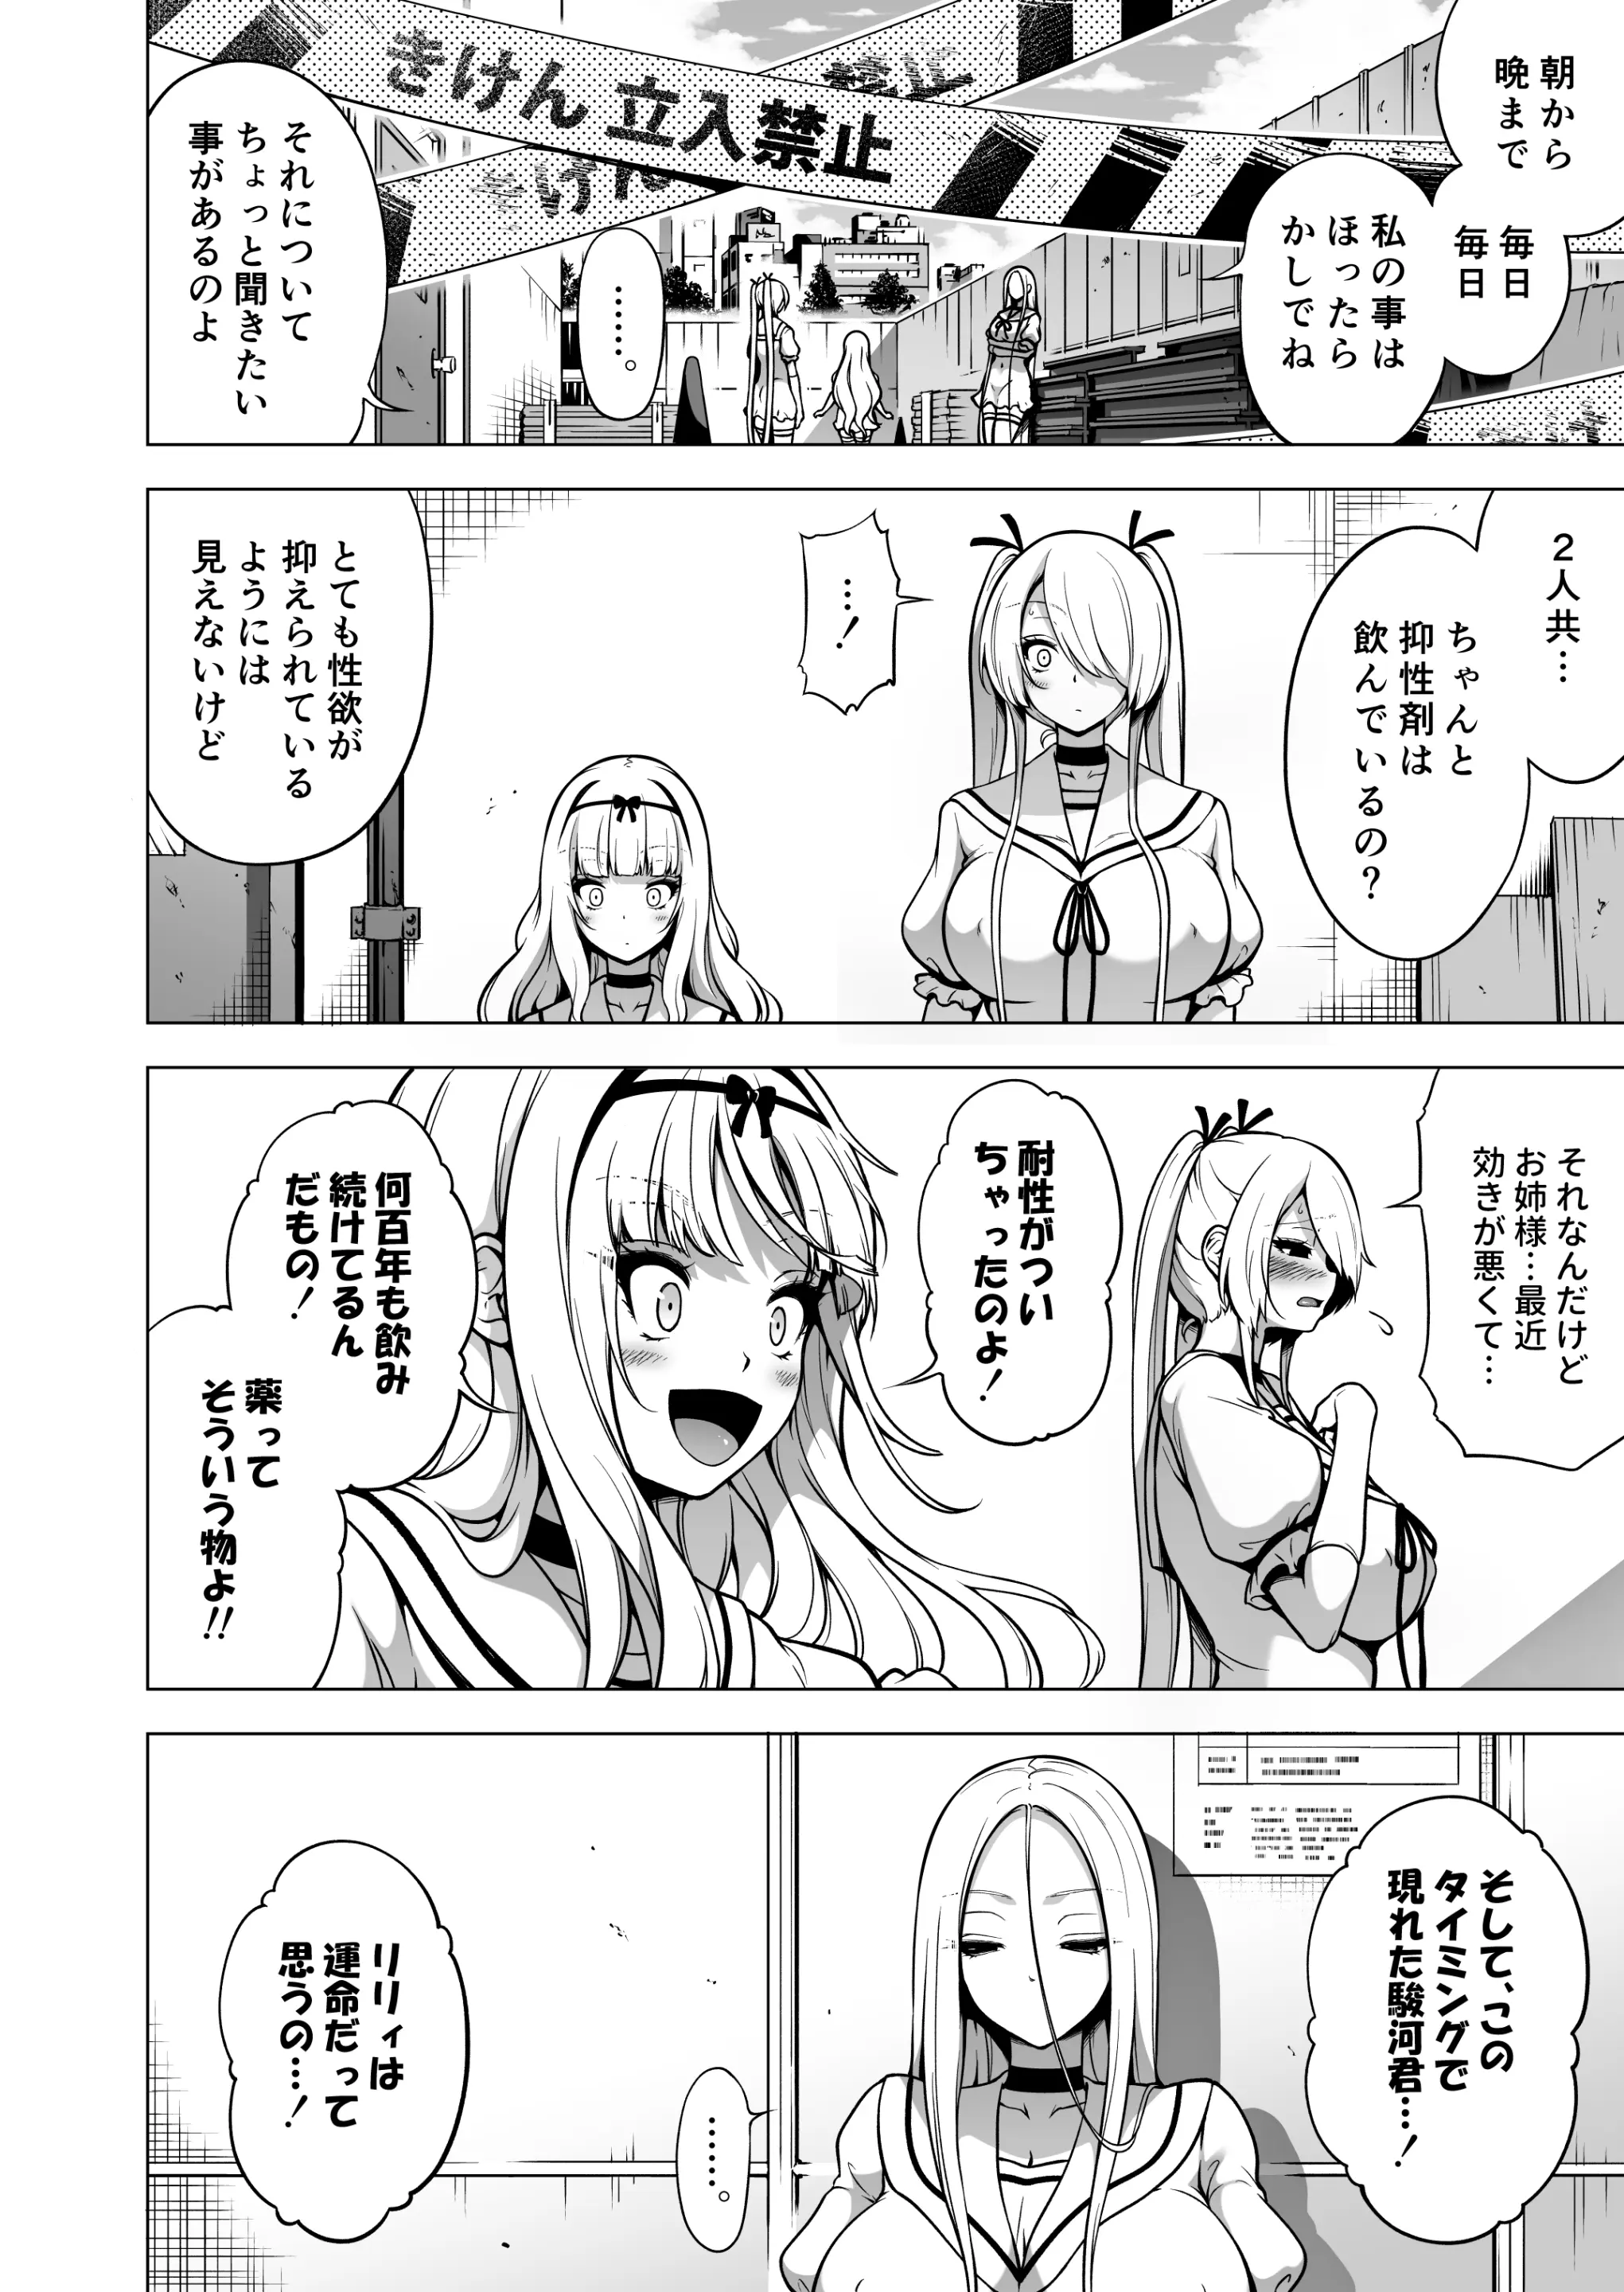 朝から
晩まで
毎日
毎日
私の事は
ほったら
かしでね
きけん 立入禁止
禁止
きけん
……。
それについて
ちょっと聞きたい
事があるのよ
2人共…
ちゃんと
抑性剤は
飲んでいるの？
…！
とても性欲が
抑えられている
ようには
見えないけど
それなんだけど
お姉様…最近
効きが悪くて…
耐性がつい
ちゃったのよ！
何百年も飲み
続けてるん
だもの！
薬って
そういう物よ!!
そして、この
タイミングで
現れた駿河君…！
……。
リリィは
運命だって
思うの…！